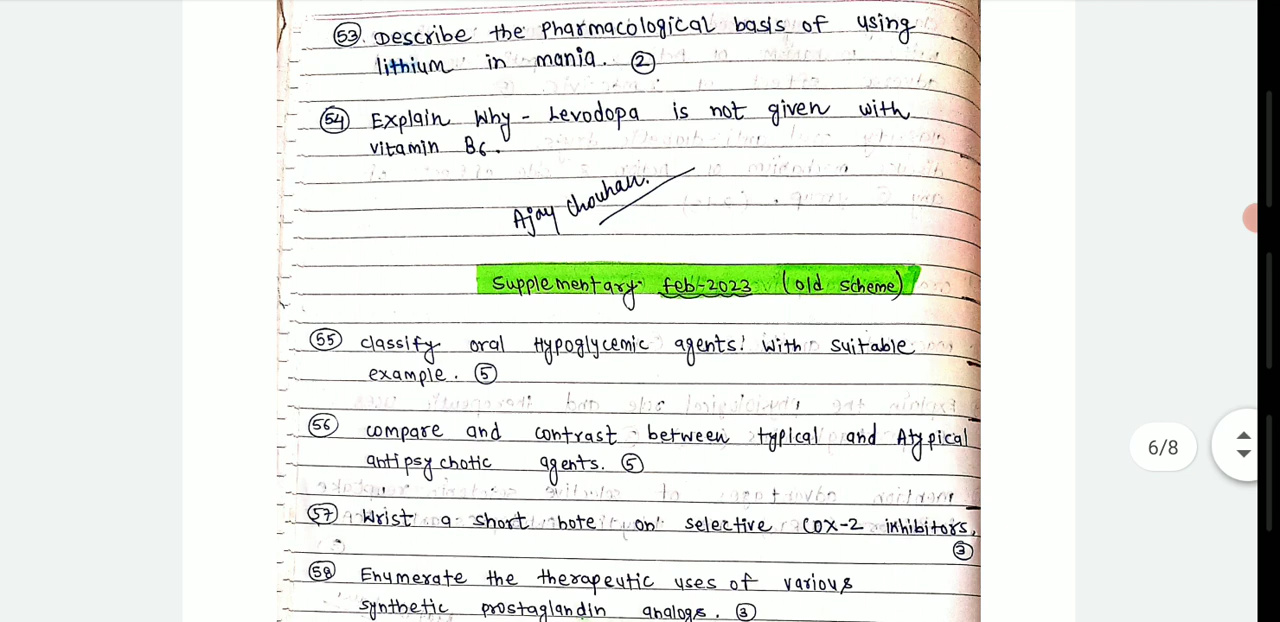 53. Describe the Pharmacological basis of using
lithium in mania. 2
54 Explain Why - Levodopa is not given with
vitamin B6.
Ajay Chouhan.
Supplementary feb-2023 (old scheme)
55 classify oral Hypoglycemic agents. with suitable
example. 5
56 compare and contrast between typical and Atypical
antipsychotic agents. 5
6/8
57 Wrist a short note on selective COX-2 inhibitors.
3
58 Enumerate the therapeutic uses of various
synthetic prostaglandin analogs. 3